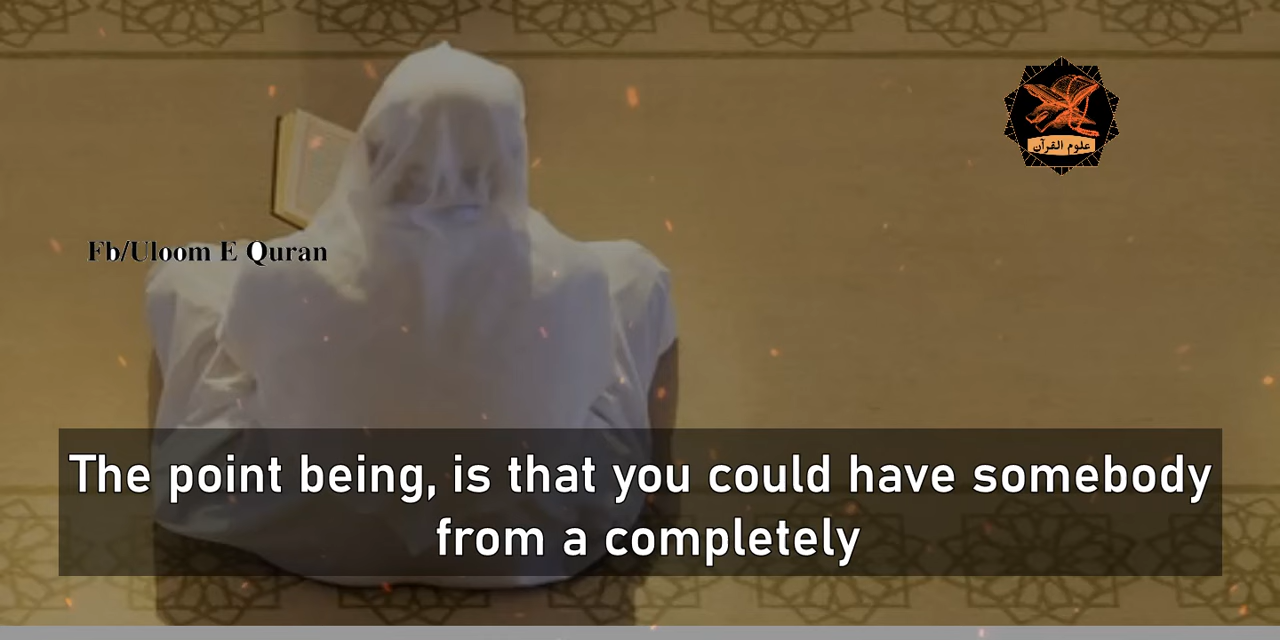 علوم القرآن
Fb/Uloom E Quran
The point being, is that you could have somebody
from a completely